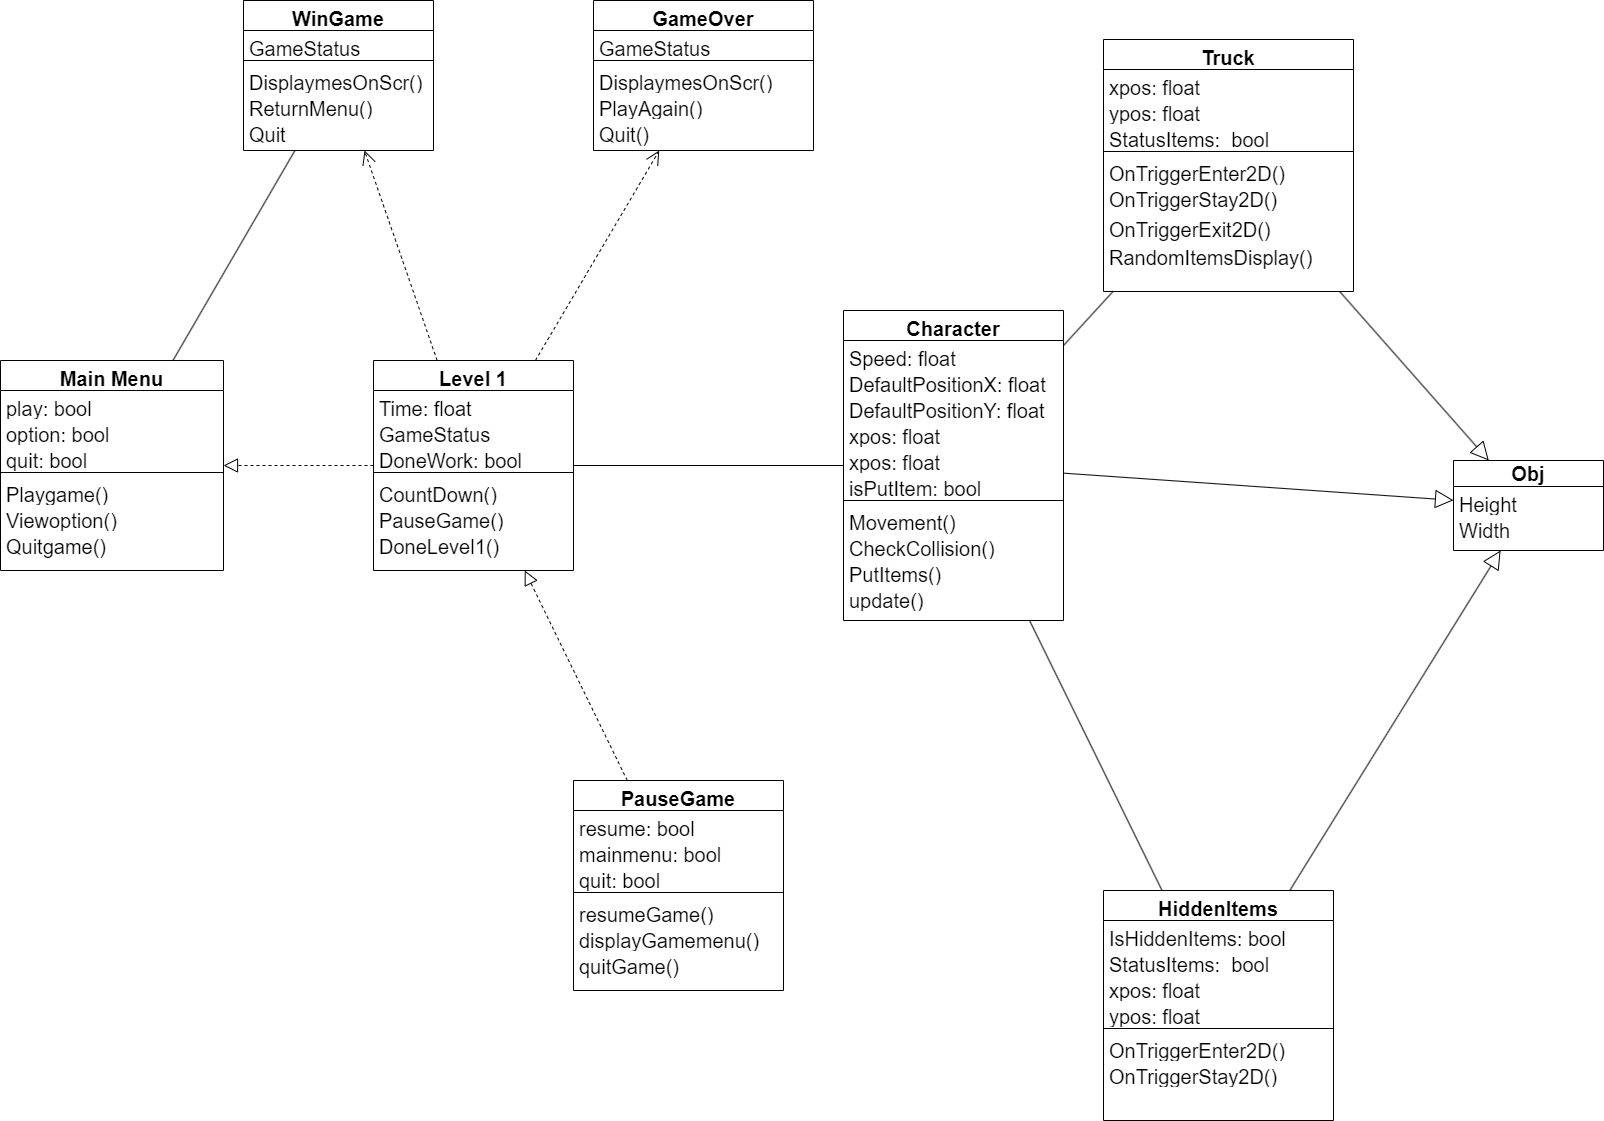 WinGame
GameStatus
DisplaymesOnScr()
ReturnMenu()
Quit
GameOver
GameStatus
DisplaymesOnScr()
PlayAgain()
Quit()
Truck
xpos: float
ypos: float
StatusItems:  bool
OnTriggerEnter2D()
OnTriggerStay2D()
OnTriggerExit2D()
RandomItemsDisplay()
Main Menu
play: bool
option: bool
quit: bool
Playgame()
Viewoption()
Quitgame()
Level 1
Time: float
GameStatus
DoneWork: bool
CountDown()
PauseGame()
DoneLevel1()
Character
Speed: float
DefaultPositionX: float
DefaultPositionY: float
xpos: float
xpos: float
isPutItem: bool
Movement()
CheckCollision()
PutItems()
update()
Obj
Height
Width
PauseGame
resume: bool
mainmenu: bool
quit: bool
resumeGame()
displayGamemenu()
quitGame()
HiddenItems
IsHiddenItems: bool
StatusItems:  bool
xpos: float
ypos: float
OnTriggerEnter2D()
OnTriggerStay2D()